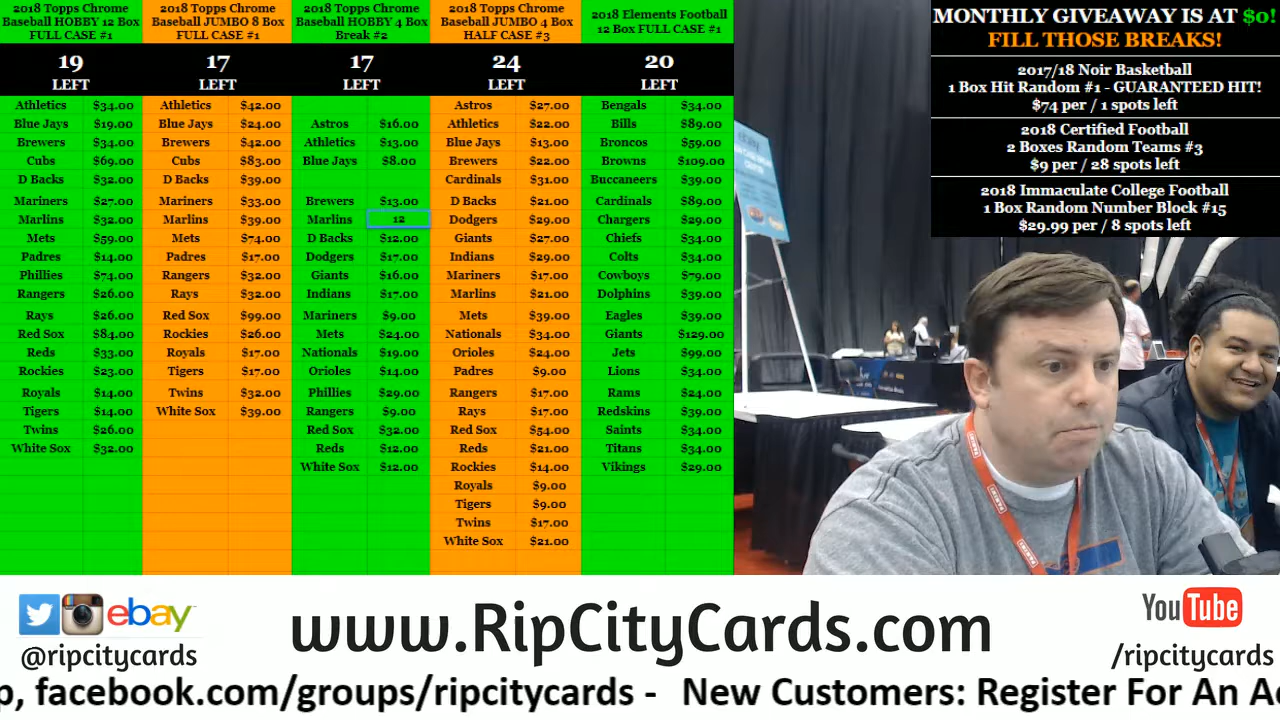 2018 Topps Chrome
Baseball HOBBY 12 Box
FULL CASE #1
19
LEFT
Athletics $34.00
Blue Jays $19.00
Brewers $34.00
Cubs $69.00
D Backs $32.00
Mariners $27.00
Marlins $32.00
Mets $59.00
Padres $14.00
Phillies $74.00
Rangers $26.00
Rays $26.00
Red Sox $84.00
Reds $33.00
Rockies $23.00
Royals $14.00
Tigers $14.00
Twins $26.00
White Sox $32.00
2018 Topps Chrome
Baseball JUMBO 8 Box
FULL CASE #1
17
LEFT
Athletics $42.00
Blue Jays $24.00
Brewers $42.00
Cubs $83.00
D Backs $39.00
Mariners $33.00
Marlins $39.00
Mets $74.00
Padres $17.00
Rangers $32.00
Rays $32.00
Red Sox $99.00
Rockies $26.00
Royals $17.00
Tigers $17.00
Twins $32.00
White Sox $39.00
2018 Topps Chrome
Baseball HOBBY 4 Box
Break #2
17
LEFT
Astros $16.00
Athletics $13.00
Blue Jays $8.00
Brewers $13.00
Marlins 12
D Backs $12.00
Dodgers $17.00
Giants $16.00
Indians $17.00
Mariners $9.00
Mets $24.00
Nationals $19.00
Orioles $14.00
Phillies $29.00
Rangers $9.00
Red Sox $32.00
Reds $12.00
White Sox $12.00
2018 Topps Chrome
Baseball JUMBO 4 Box
HALF CASE #3
24
LEFT
Astros $27.00
Athletics $22.00
Blue Jays $13.00
Brewers $22.00
Cardinals $31.00
D Backs $21.00
Dodgers $29.00
Giants $27.00
Indians $29.00
Mariners $17.00
Marlins $21.00
Mets $39.00
Nationals $34.00
Orioles $24.00
Padres $9.00
Rangers $17.00
Rays $17.00
Red Sox $54.00
Reds $21.00
Rockies $14.00
Royals $9.00
Tigers $9.00
Twins $17.00
White Sox $21.00
2018 Elements Football
12 Box FULL CASE #1
20
LEFT
Bengals $34.00
Bills $89.00
Broncos $59.00
Browns $109.00
Buccaneers $39.00
Cardinals $89.00
Chargers $29.00
Chiefs $34.00
Colts $34.00
Cowboys $79.00
Dolphins $39.00
Eagles $39.00
Giants $129.00
Jets $99.00
Lions $34.00
Rams $24.00
Redskins $39.00
Saints $34.00
Titans $34.00
Vikings $29.00
MONTHLY GIVEAWAY IS AT $0!
FILL THOSE BREAKS!
2017/18 Noir Basketball
1 Box Hit Random #1 - GUARANTEED HIT!
$74 per / 1 spots left
2018 Certified Football
2 Boxes Random Teams #3
$9 per / 28 spots left
2018 Immaculate College Football
1 Box Random Number Block #15
$29.99 per / 8 spots left
ebay
@ripcitycards
www.RipCityCards.com
YouTube
/ripcitycards
p, facebook.com/groups/ripcitycards - New Customers: Register For An A